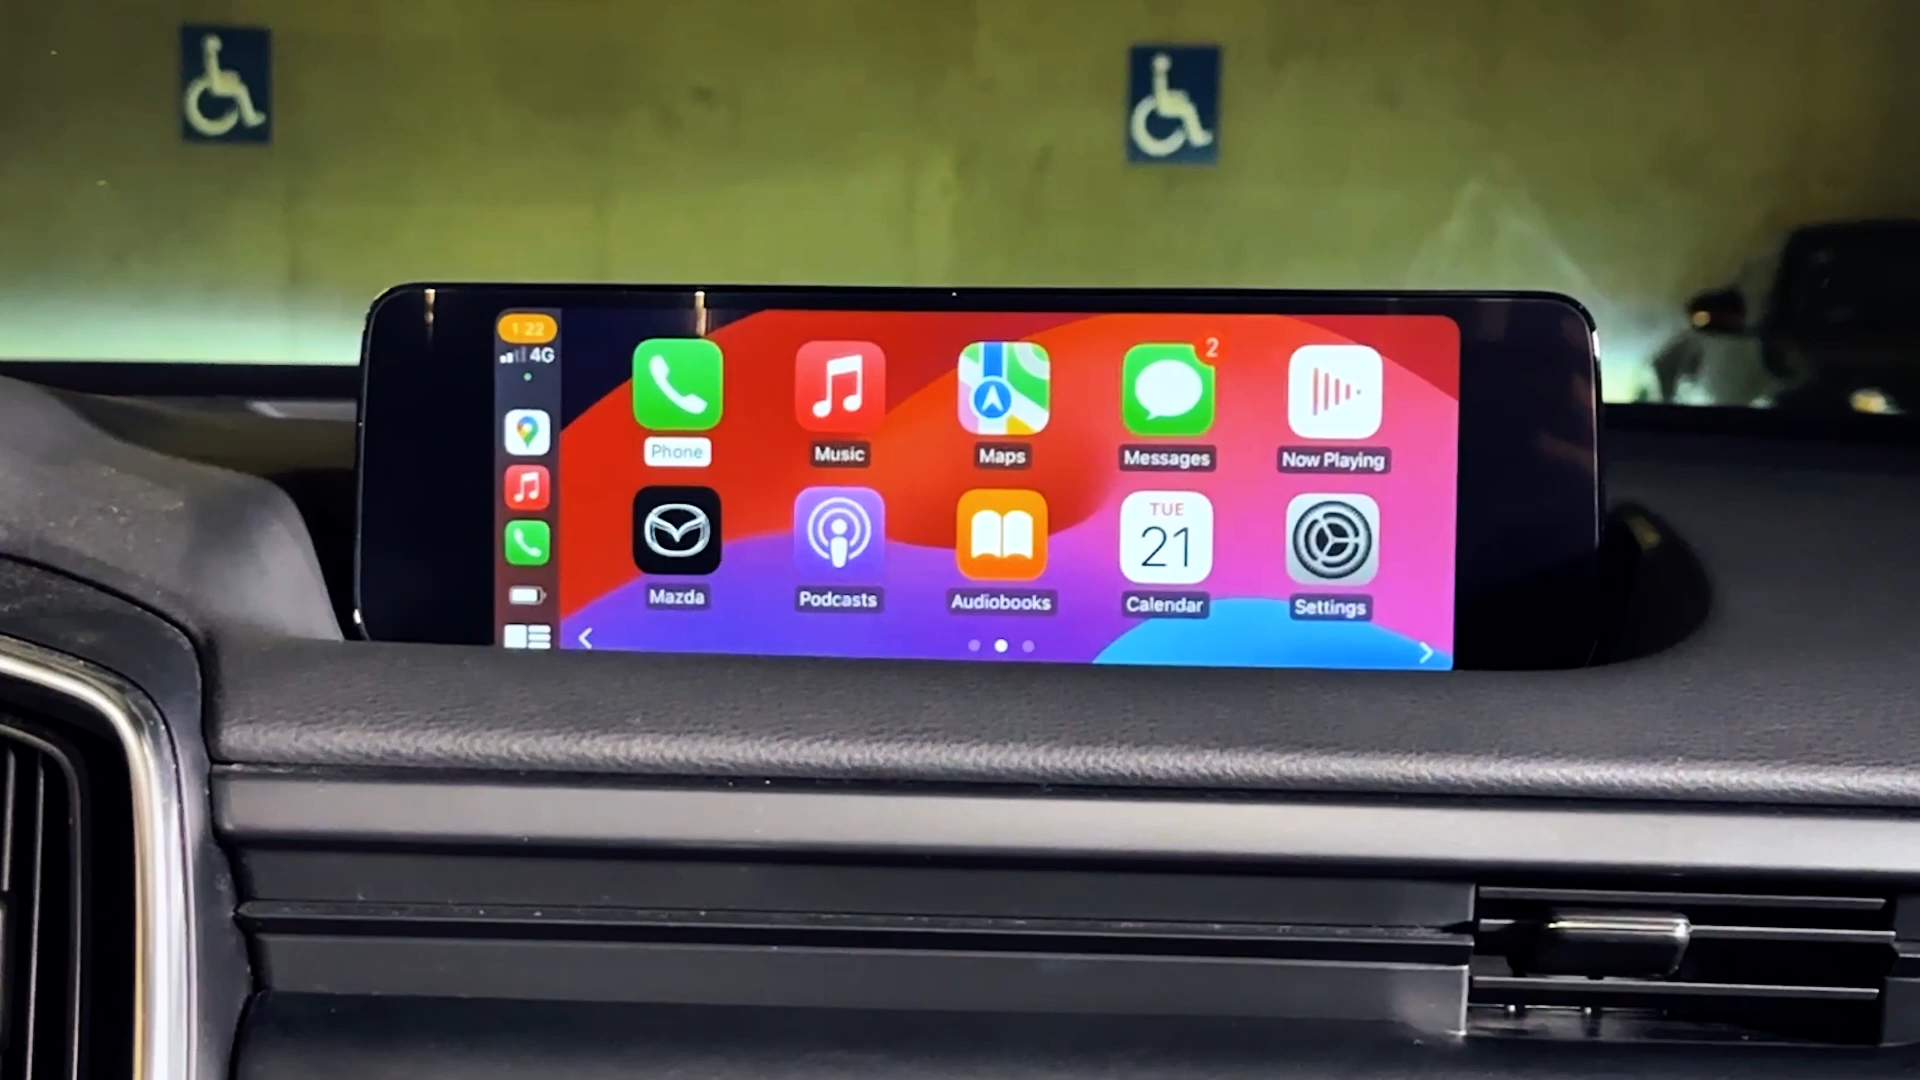 1 22
4G
Phone
Music
Maps
2
Messages
Now Playing
Mazda
Podcasts
Audiobooks
TUE
21
Calendar
Settings